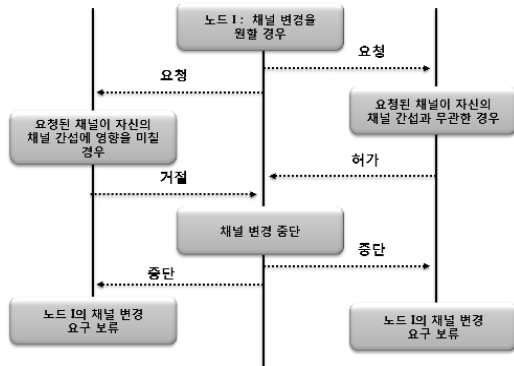 노드 I : 채널 변경을
원할 경우
요청
요청
요청된 채널이 자신의
채널 간섭에 영향을 미칠
경우
요청된 채널이 자신의
채널 간섭과 무관한 경우
허가
거절
채널 변경 중단
중단
중단
노드 I의 채널 변경
요구 보류
노드 I의 채널 변경
요구 보류